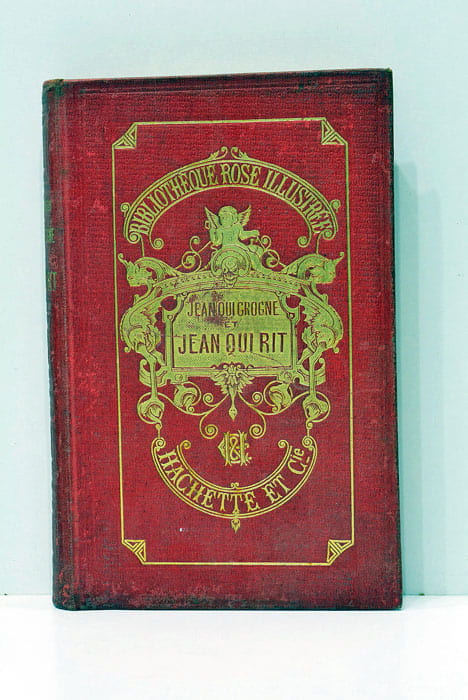 BIBLIOTHÈQUE ROSE ILLUSTRÉE
JEAN QUI GROGNE
ET
JEAN QUI RIT
H&C
HACHETTE ET Cie